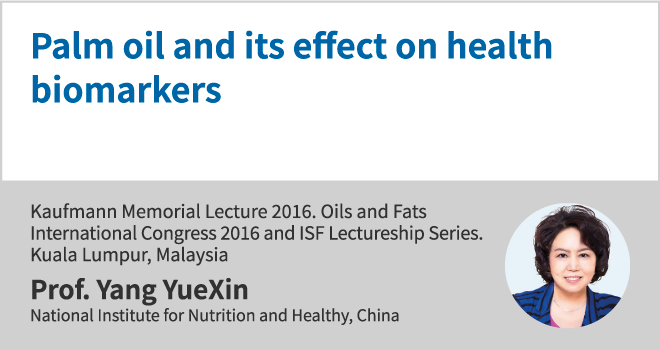 Palm oil and its effect on health
biomarkers
Kaufmann Memorial Lecture 2016. Oils and Fats
International Congress 2016 and ISF Lectureship Series.
Kuala Lumpur, Malaysia
Prof. Yang YueXin
National Institute for Nutrition and Healthy, China